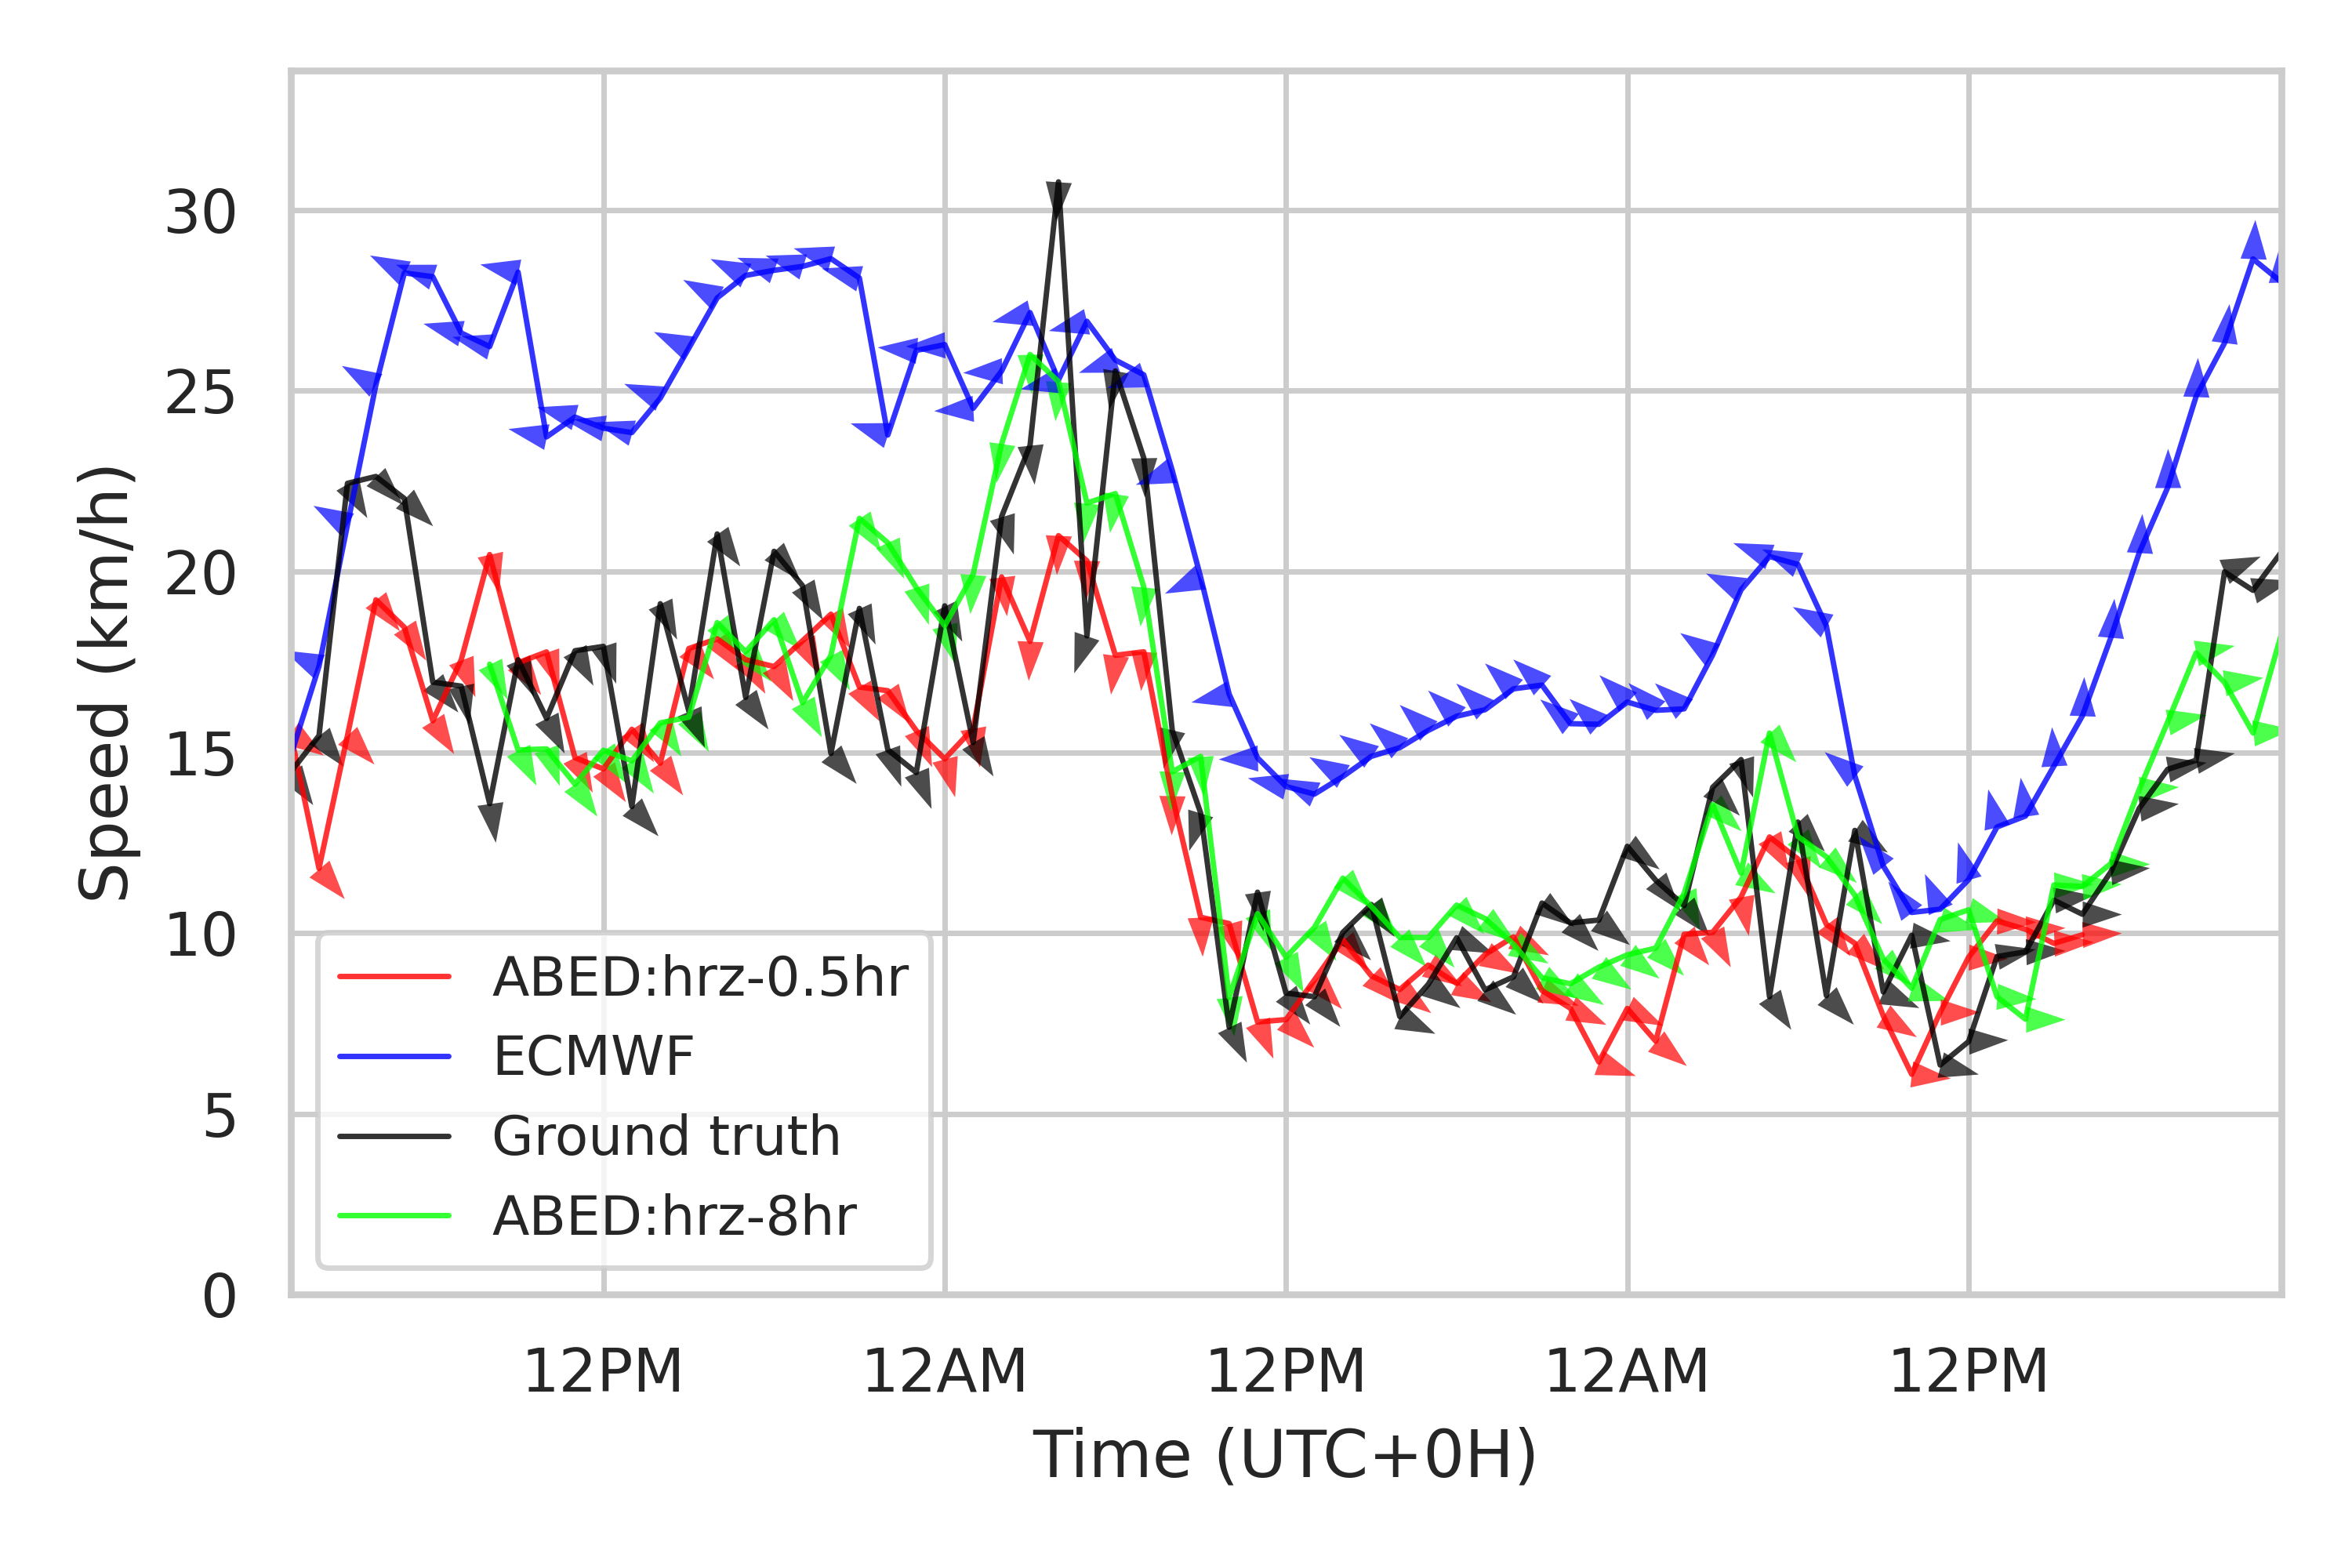 Speed (km/h)
30
25
20
15
10
5
0
ABED:hrz-0.5hr
ECMWF
Ground truth
ABED:hrz-8hr
12PM
12AM
12PM
12AM
12PM
Time (UTC+0H)